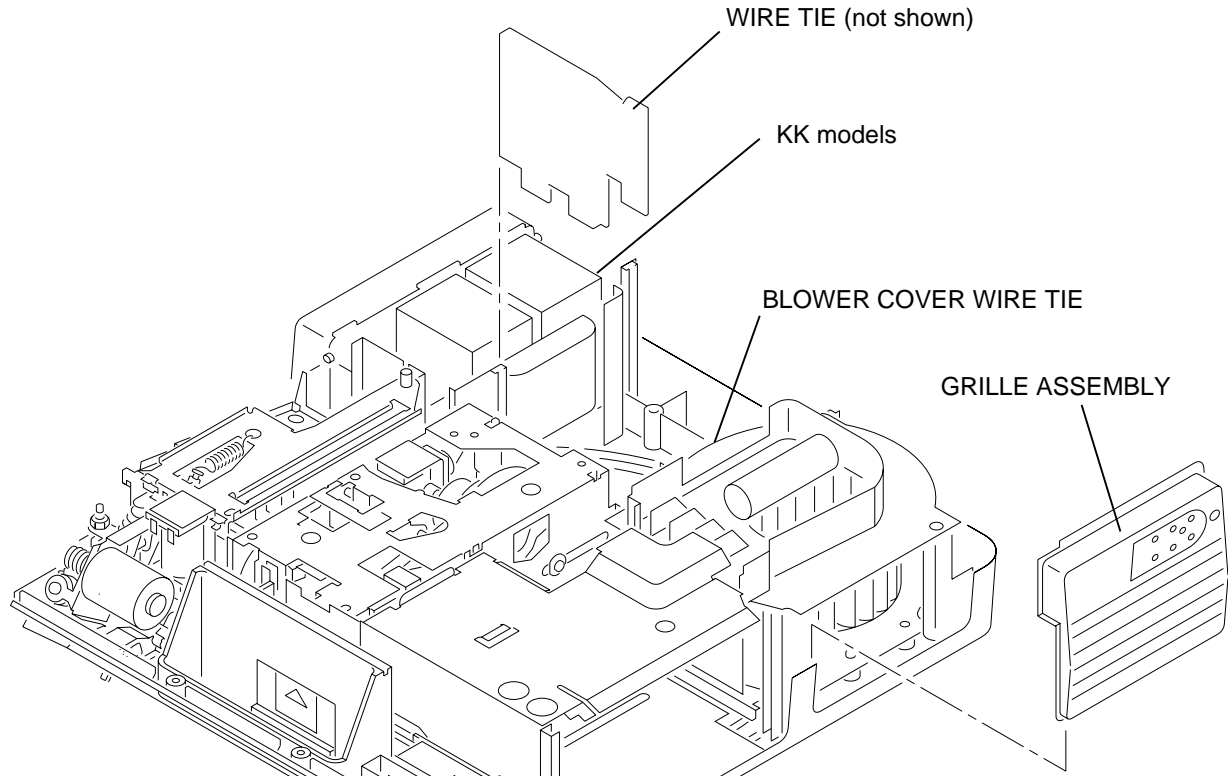 WIRE TIE (not shown)
KK models
BLOWER COVER WIRE TIE
GRILLE ASSEMBLY